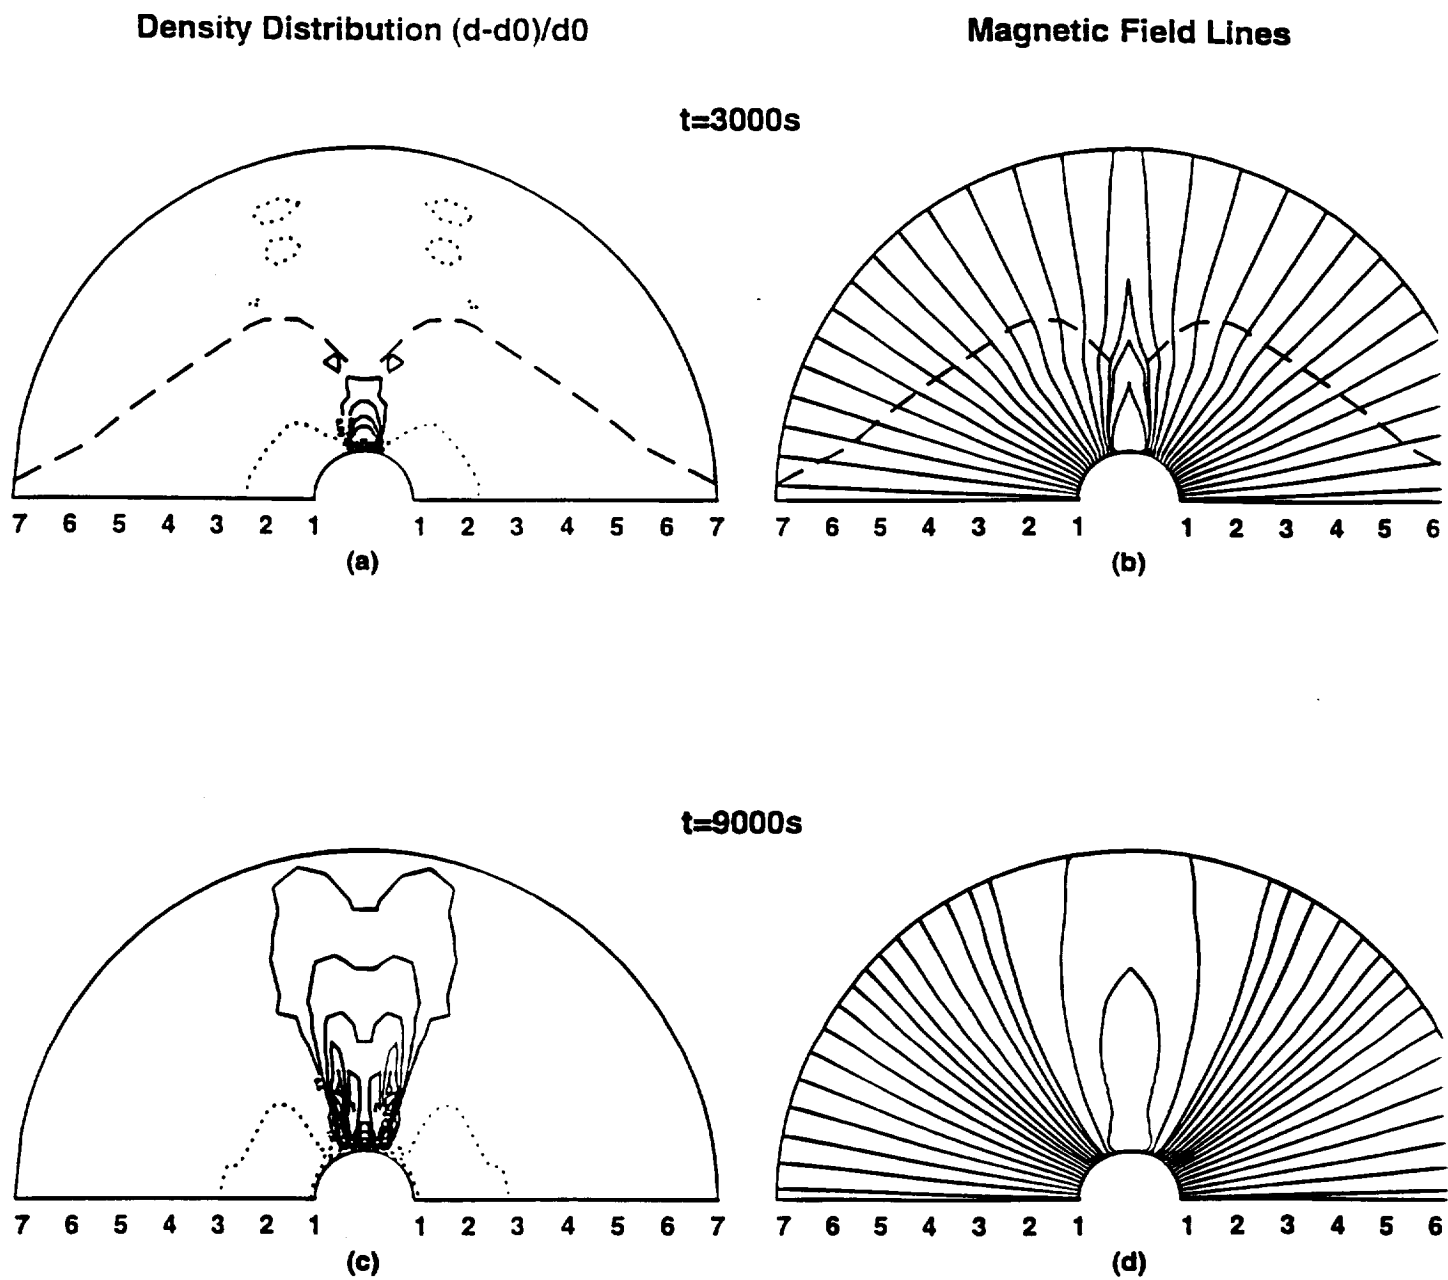 Density Distribution (d-d0)/d0 Magnetic Field Lines
t=3000s
7 6 5 4 3 2 1 1 2 3 4 5 6 7 7 6 5 4 3 2 1 1 2 3 4 5 6
(a) (b)
t=9000s
7 6 5 4 3 2 1 1 2 3 4 5 6 7 7 6 5 4 3 2 1 1 2 3 4 5 6
(c) (d)